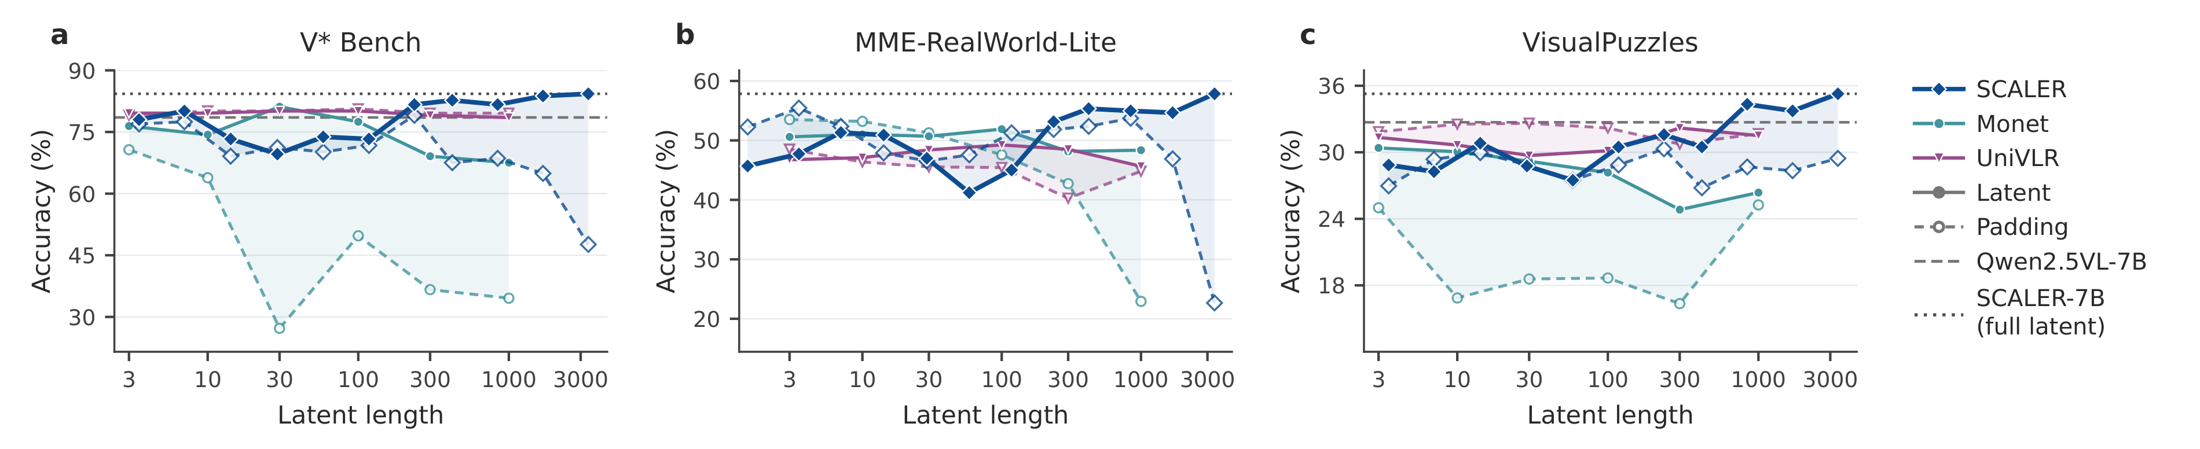 a
V* Bench
90
75
60
45
30
Accuracy (%)
3 10 30 100 300 1000 3000
Latent length
b
MME-RealWorld-Lite
60
50
40
30
20
Accuracy (%)
3 10 30 100 300 1000 3000
Latent length
c
VisualPuzzles
36
30
24
18
Accuracy (%)
3 10 30 100 300 1000 3000
Latent length
SCALER
Monet
UniVLR
Latent
Padding
Qwen2.5VL-7B
SCALER-7B
(full latent)